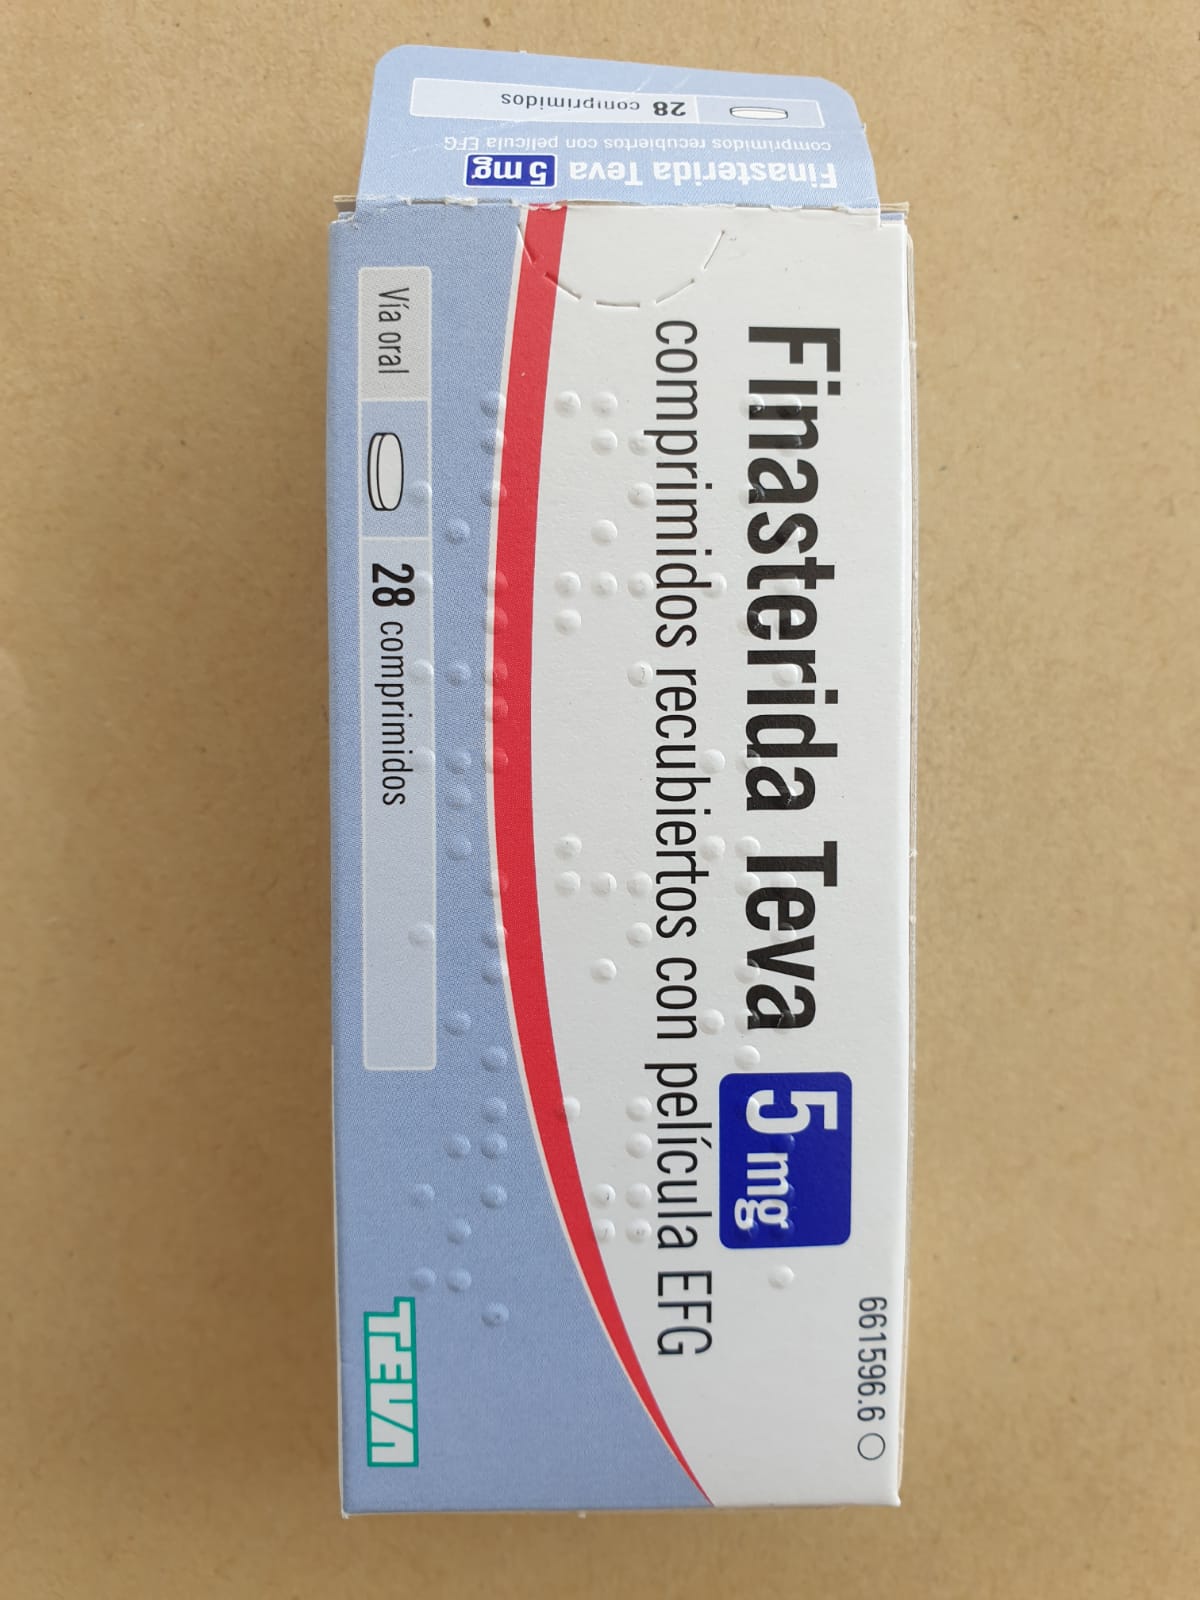 Finasterida Teva 5 mg
comprimidos recubiertos con película EFG
28 comprimidos
661596.6
Finasterida Teva 5 mg
comprimidos recubiertos con película EFG
Vía oral
28 comprimidos
TEVA